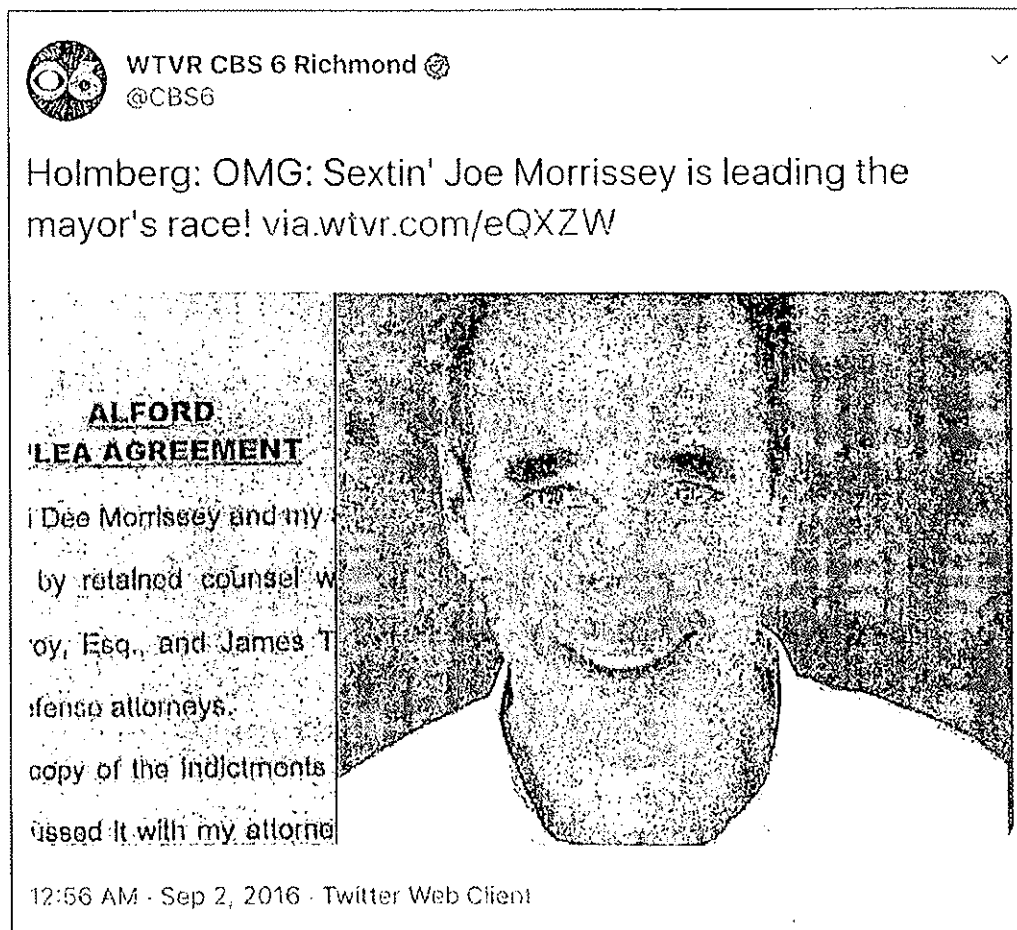 WTVR CBS 6 Richmond
@CBS6
Holmberg: OMG: Sextin' Joe Morrissey is leading the
mayor's race! via.wtvr.com/eQXZW
ALFORD
LEA AGREEMENT
i Dee Morrissey and my
by retained counsel w
oy, Esq., and James T
fense attorneys.
copy of the indictments
ussed it with my attorne
12:56 AM · Sep 2, 2016 · Twitter Web Client